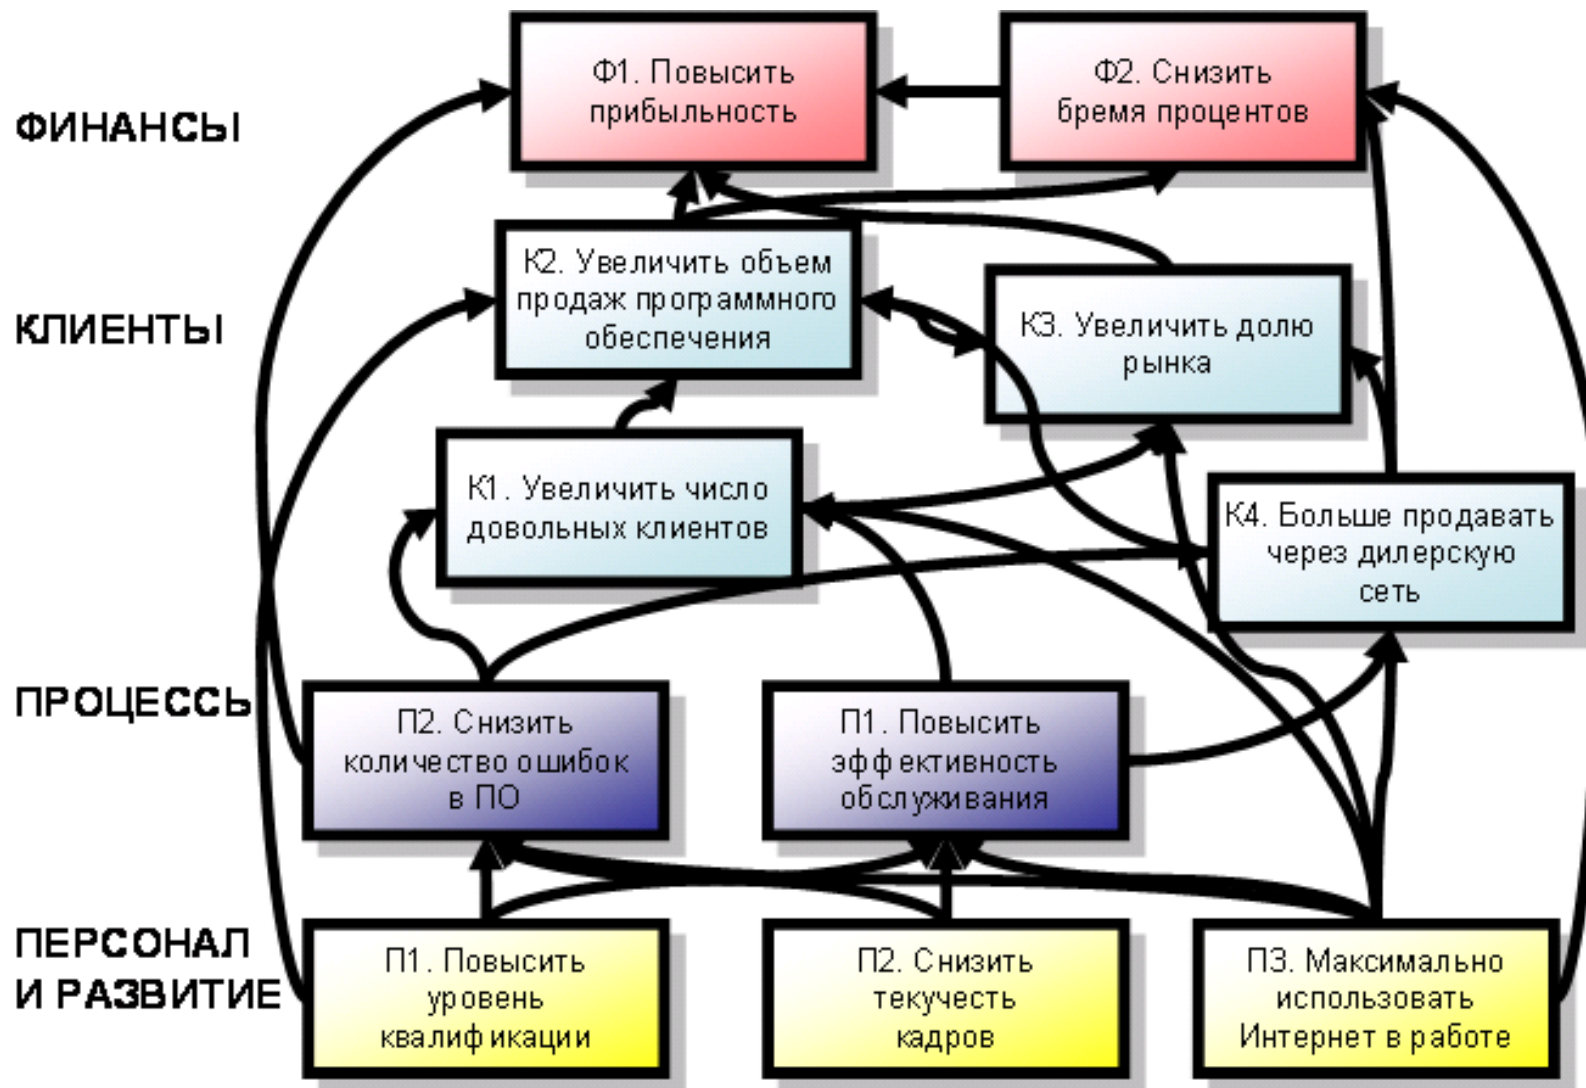 ФИНАНСЫ
Ф1. Повысить
прибыльность
Ф2. Снизить
бремя процентов
КЛИЕНТЫ
К2. Увеличить объем
продаж программного
обеспечения
К3. Увеличить долю
рынка
К1. Увеличить число
довольных клиентов
К4. Больше продавать
через дилерскую
сеть
ПРОЦЕССЫ
П2. Снизить
количество ошибок
в ПО
П1. Повысить
эффективность
обслуживания
ПЕРСОНАЛ
И РАЗВИТИЕ
П1. Повысить
уровень
квалификации
П2. Снизить
текучесть
кадров
П3. Максимально
использовать
Интернет в работе